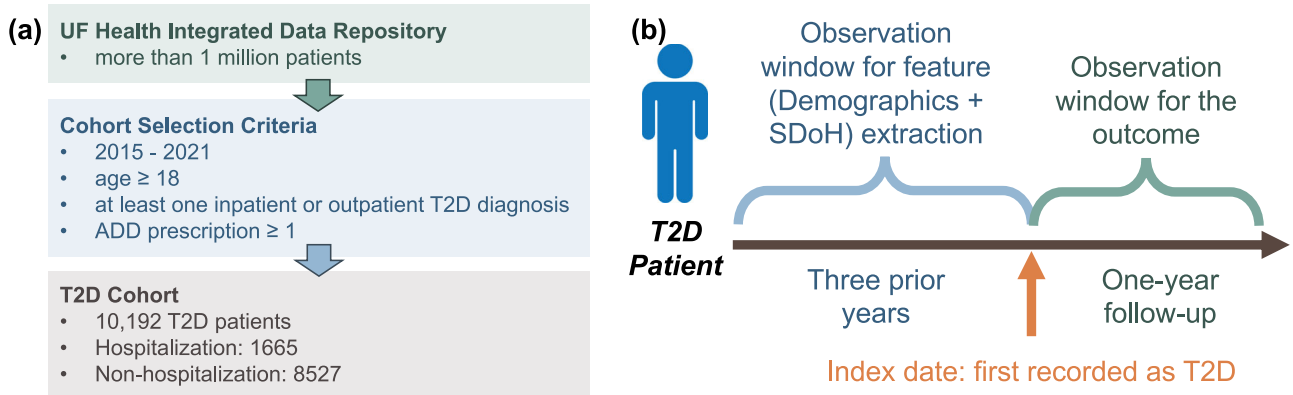 (a)
UF Health Integrated Data Repository
• more than 1 million patients
Cohort Selection Criteria
• 2015 - 2021
• age ≥ 18
• at least one inpatient or outpatient T2D diagnosis
• ADD prescription ≥ 1
T2D Cohort
• 10,192 T2D patients
• Hospitalization: 1665
• Non-hospitalization: 8527
(b)
Observation
window for feature
(Demographics +
SDoH) extraction
Observation
window for the
outcome
T2D
Patient
Three prior
years
One-year
follow-up
Index date: first recorded as T2D